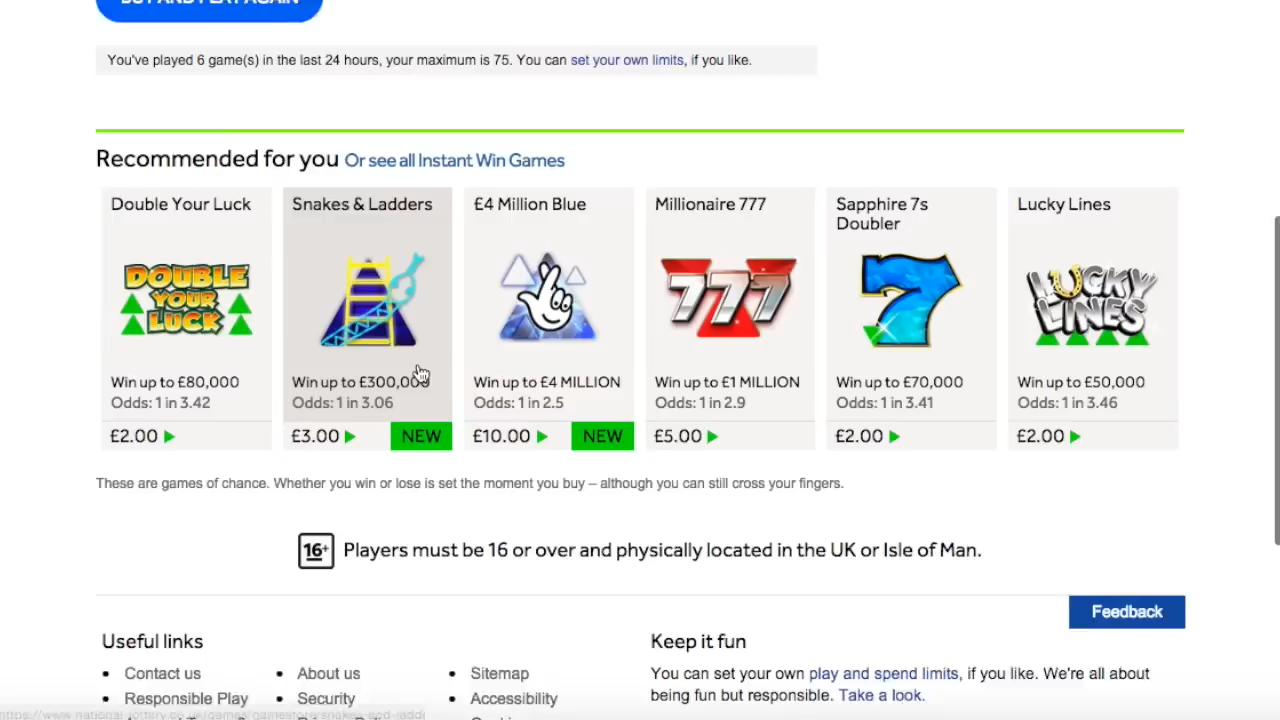 BUY AND PLAY AGAIN
You've played 6 game(s) in the last 24 hours, your maximum is 75. You can set your own limits, if you like.
Recommended for you Or see all Instant Win Games
Double Your Luck
DOUBLE
YOUR
LUCK
Win up to £80,000
Odds: 1 in 3.42
£2.00
Snakes & Ladders
Win up to £300,000
Odds: 1 in 3.06
£3.00 NEW
£4 Million Blue
Win up to £4 MILLION
Odds: 1 in 2.5
£10.00 NEW
Millionaire 777
777
Win up to £1 MILLION
Odds: 1 in 2.9
£5.00
Sapphire 7s
Doubler
7
Win up to £70,000
Odds: 1 in 3.41
£2.00
Lucky Lines
LUCKY
LINES
Win up to £50,000
Odds: 1 in 3.46
£2.00
These are games of chance. Whether you win or lose is set the moment you buy – although you can still cross your fingers.
16+ Players must be 16 or over and physically located in the UK or Isle of Man.
Feedback
Useful links
• Contact us
• Responsible Play
• About us
• Security
• Sitemap
• Accessibility
Keep it fun
You can set your own play and spend limits, if you like. We're all about
being fun but responsible. Take a look.